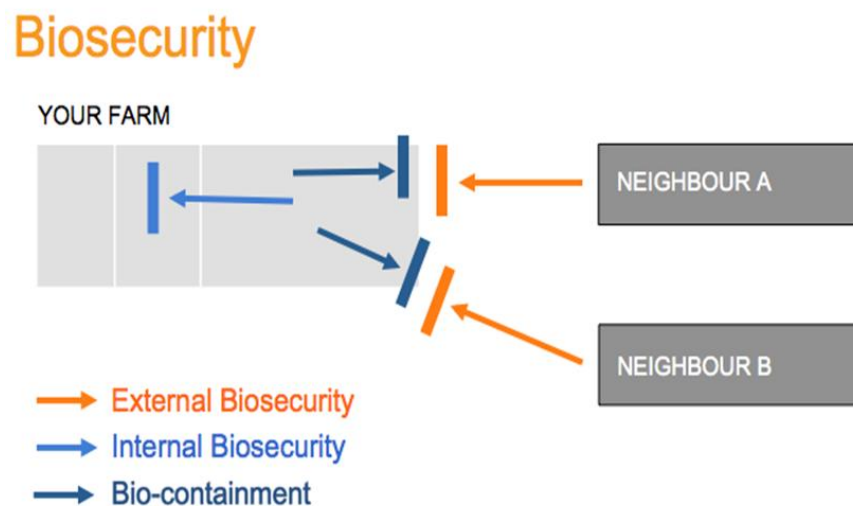 Biosecurity
YOUR FARM
NEIGHBOUR A
NEIGHBOUR B
External Biosecurity
Internal Biosecurity
Bio-containment